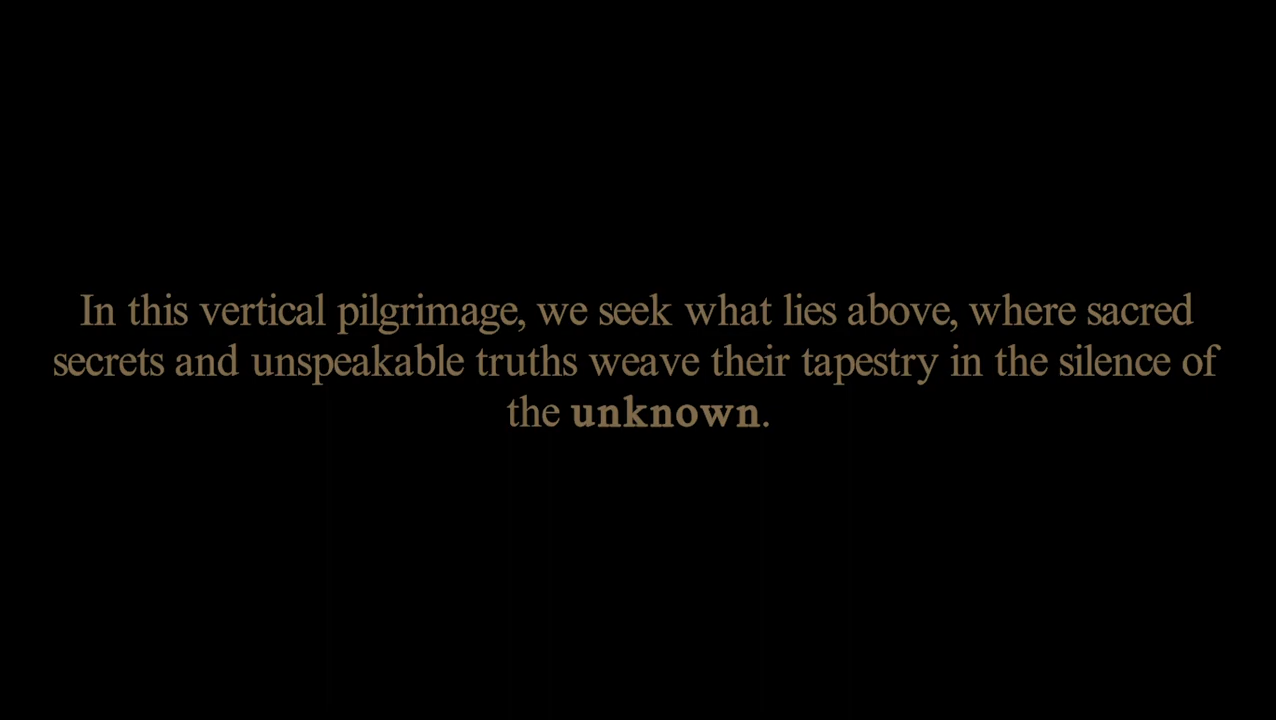 In this vertical pilgrimage, we seek what lies above, where sacred
secrets and unspeakable truths weave their tapestry in the silence of
the unknown.